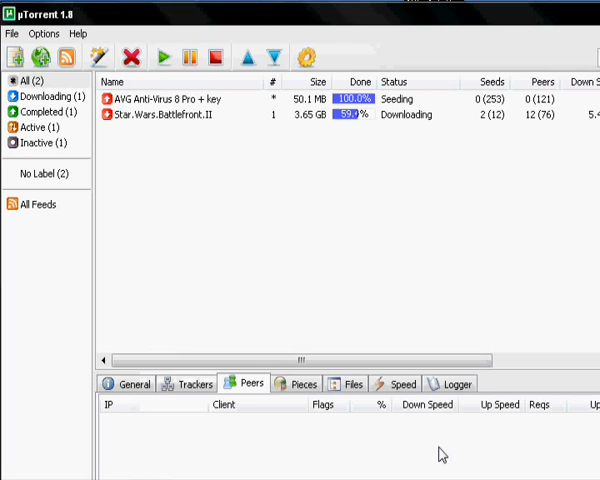 µTorrent 1.8
File Options Help
All (2)
Downloading (1)
Completed (1)
Active (1)
Inactive (1)
No Label (2)
All Feeds
Name # Size Done Status Seeds Peers Down S
AVG Anti-Virus 8 Pro + key * 50.1 MB 100.0% Seeding 0 (253) 0 (121)
Star.Wars.Battlefront.II 1 3.65 GB Downloading 2 (12) 12 (76) 5.4
General Trackers Peers Pieces Files Speed Logger
IP Client Flags % Down Speed Up Speed Reqs Up